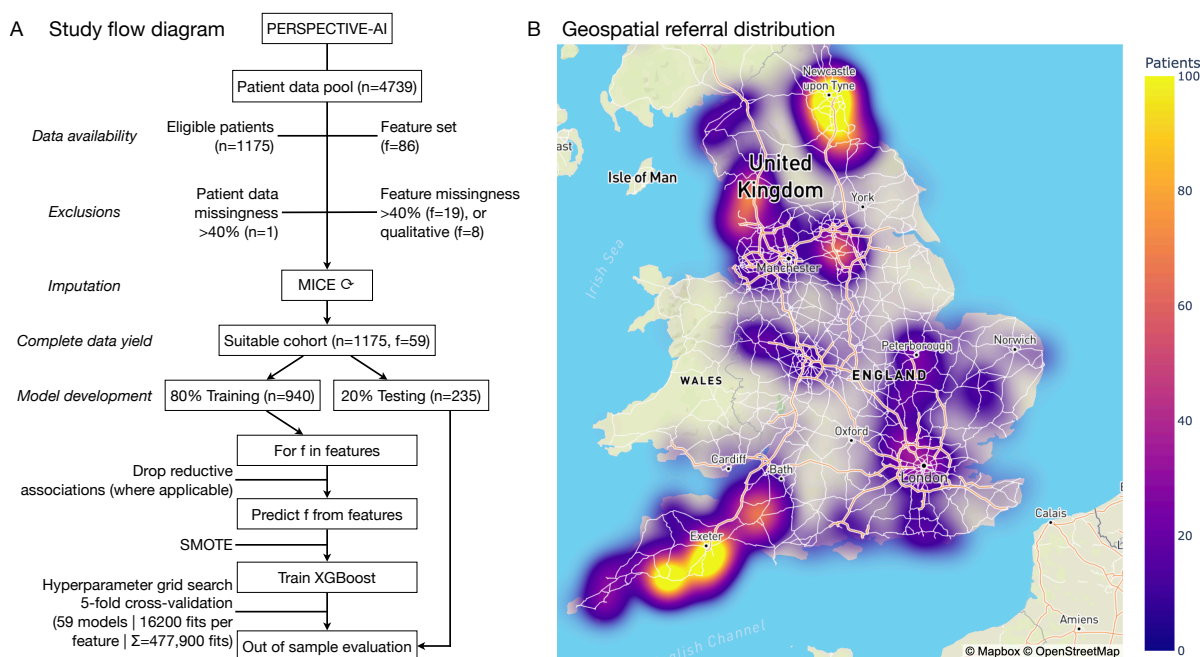 A Study flow diagram
PERSPECTIVE-AI
Patient data pool (n=4739)
Data availability
Eligible patients
(n=1175)
Feature set
(f=86)
Exclusions
Patient data
missingness
>40% (n=1)
Feature missingness
>40% (f=19), or
qualitative (f=8)
Imputation
MICE ⟳
Complete data yield
Suitable cohort (n=1175, f=59)
Model development
80% Training (n=940)
20% Testing (n=235)
For f in features
Drop reductive
associations (where applicable)
Predict f from features
SMOTE
Train XGBoost
Hyperparameter grid search
5-fold cross-validation
(59 models | 16200 fits per
feature | Σ=477,900 fits)
Out of sample evaluation
B Geospatial referral distribution
Newcastle
upon Tyne
ast
Isle of Man
United
Kingdom
York
Irish Sea
Manchester
Peterborough
Norwich
WALES
ENGLAND
Oxford
Cardiff
Bath
London
Exeter
Calais
Amiens
glish Channel
© Mapbox © OpenStreetMap
Patients
100
80
60
40
20
0